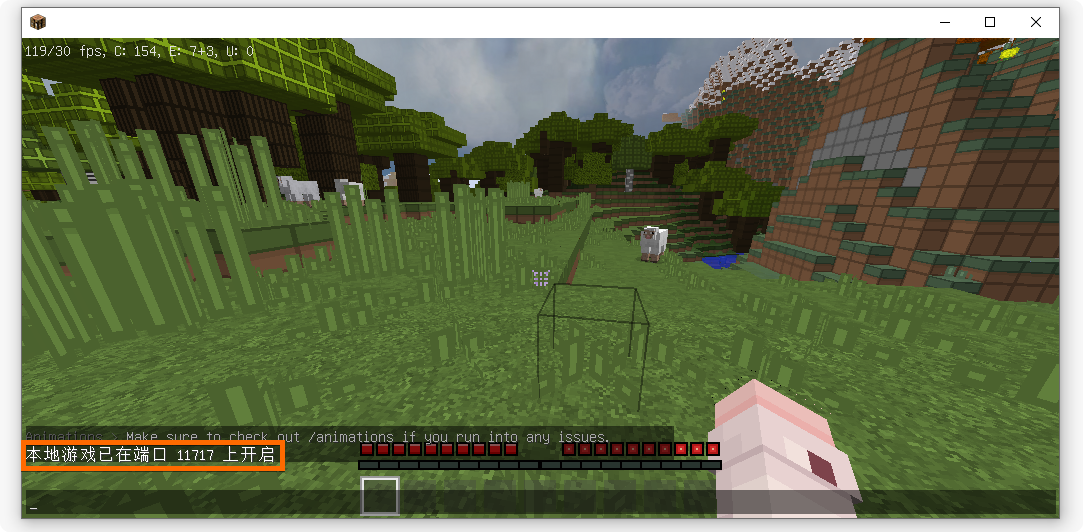 119/30 fps, C: 154, E: 7+3, U: 0
Animations > Make sure to check out /animations if you run into any issues.
本地游戏已在端口 11717 上开启
_